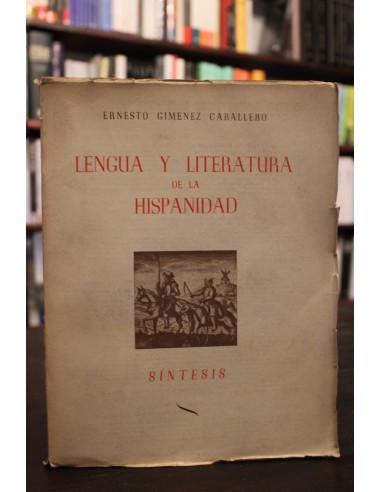 ERNESTO GIMENEZ CABALLERO
LENGUA Y LITERATURA
DE LA
HISPANIDAD
SÍNTESIS